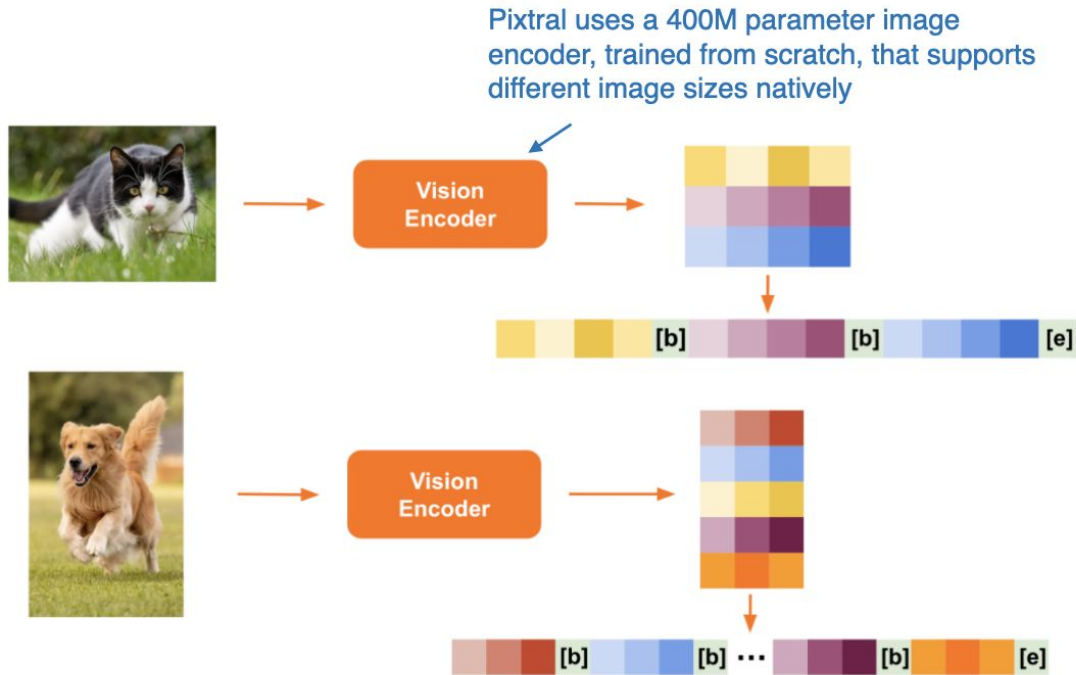 Pixtral uses a 400M parameter image
encoder, trained from scratch, that supports
different image sizes natively
Vision
Encoder
[b] [b] [e]
Vision
Encoder
[b] [b] ... [b] [e]